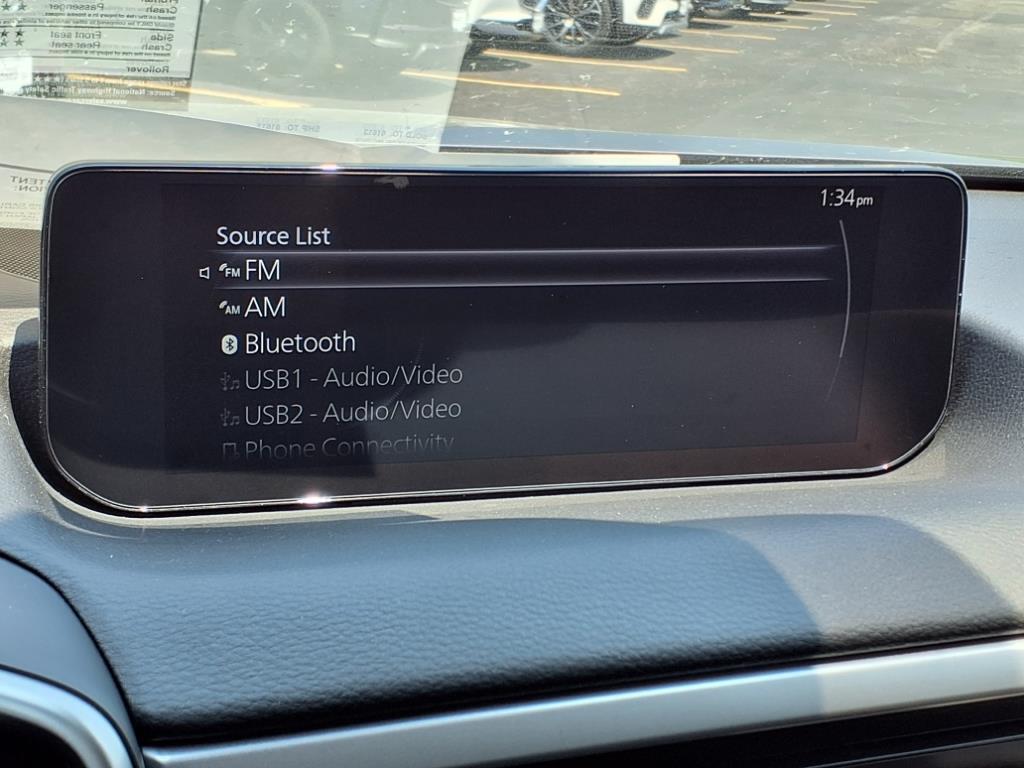 Crash Passenger
Side Front seat
Crash Rear seat
Rollover
1:34pm
Source List
FM FM
AM AM
Bluetooth
USB1 - Audio/Video
USB2 - Audio/Video
Phone Connectivity